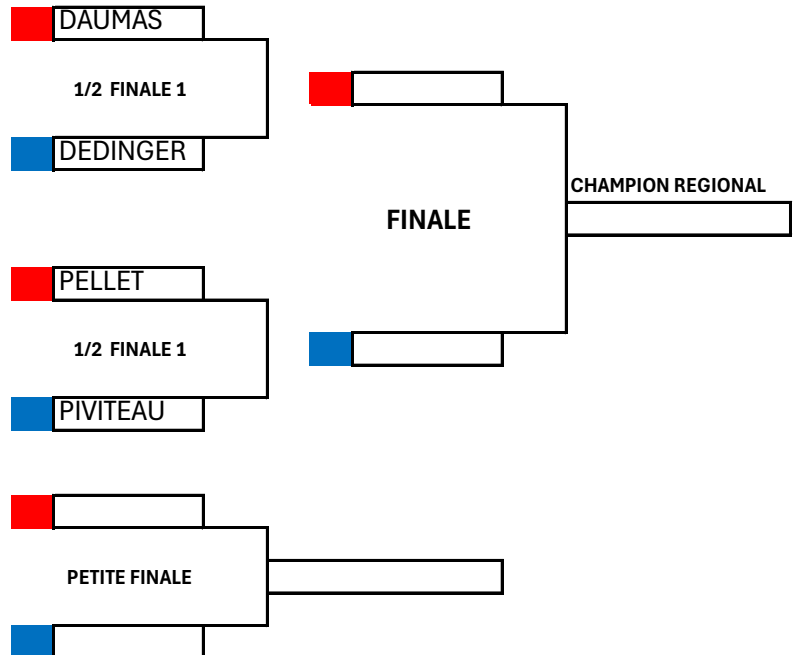 DAUMAS
1/2 FINALE 1
DEDINGER
CHAMPION REGIONAL
FINALE
PELLET
1/2 FINALE 1
PIVITEAU
PETITE FINALE